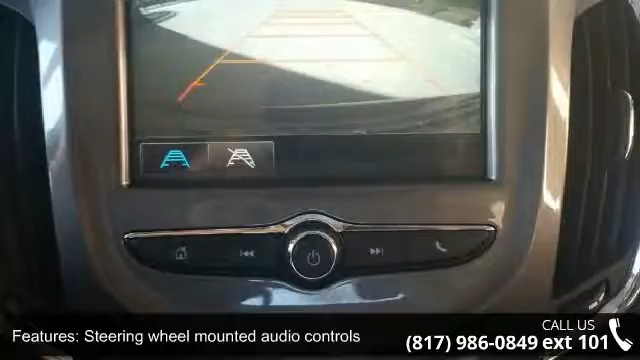 CALL US
Features: Steering wheel mounted audio controls
(817) 986-0849 ext 101